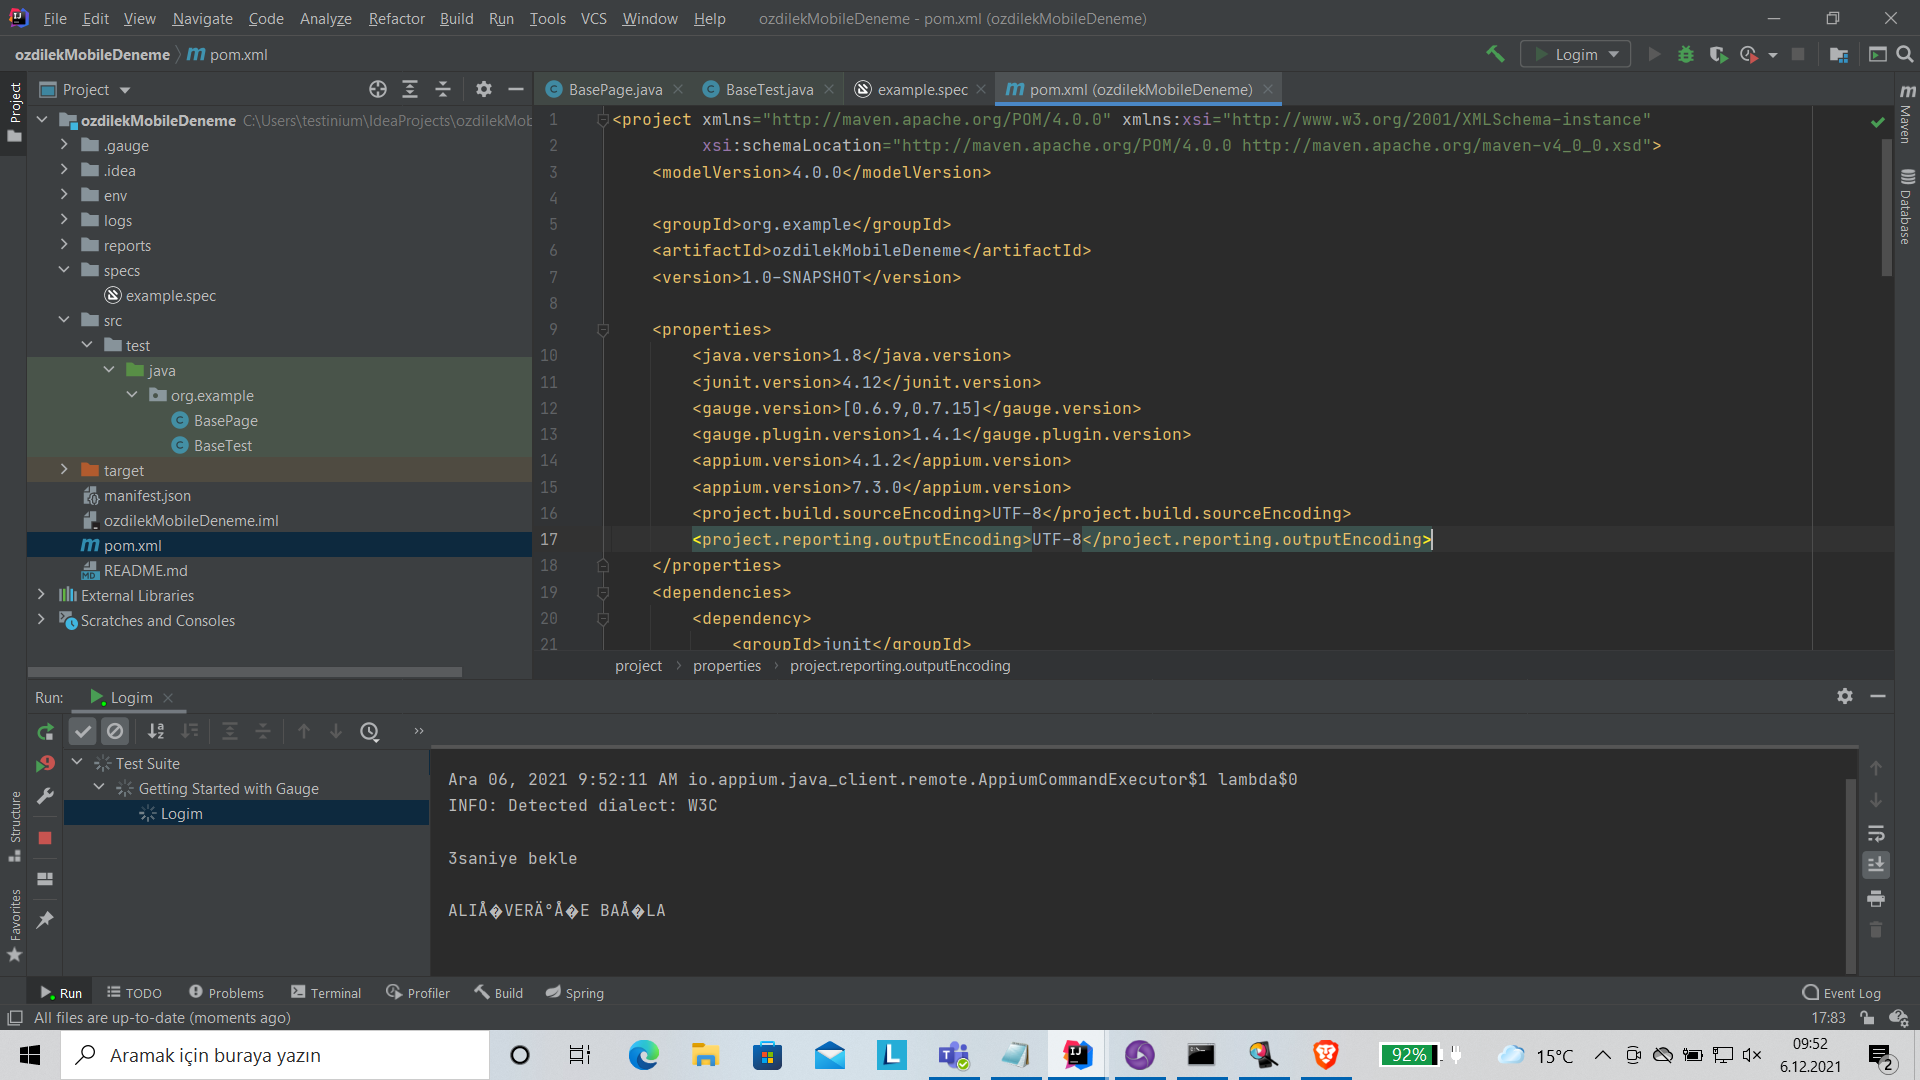 File Edit View Navigate Code Analyze Refactor Build Run Tools VCS Window Help ozdilekMobileDeneme - pom.xml (ozdilekMobileDeneme)
ozdilekMobileDeneme pom.xml
Logim
Project
BasePage.java BaseTest.java example.spec pom.xml (ozdilekMobileDeneme)
Project
Maven
Database
Structure
Favorites
ozdilekMobileDeneme C:\Users\testinium\IdeaProjects\ozdilekMob
.gauge
.idea
env
logs
reports
specs
example.spec
src
test
java
org.example
BasePage
BaseTest
target
manifest.json
ozdilekMobileDeneme.iml
pom.xml
README.md
External Libraries
Scratches and Consoles
1 <project xmlns="http://maven.apache.org/POM/4.0.0" xmlns:xsi="http://www.w3.org/2001/XMLSchema-instance"
2 xsi:schemaLocation="http://maven.apache.org/POM/4.0.0 http://maven.apache.org/maven-v4_0_0.xsd">
3 <modelVersion>4.0.0</modelVersion>
4
5 <groupId>org.example</groupId>
6 <artifactId>ozdilekMobileDeneme</artifactId>
7 <version>1.0-SNAPSHOT</version>
8
9 <properties>
10 <java.version>1.8</java.version>
11 <junit.version>4.12</junit.version>
12 <gauge.version>[0.6.9,0.7.15]</gauge.version>
13 <gauge.plugin.version>1.4.1</gauge.plugin.version>
14 <appium.version>4.1.2</appium.version>
15 <appium.version>7.3.0</appium.version>
16 <project.build.sourceEncoding>UTF-8</project.build.sourceEncoding>
17 <project.reporting.outputEncoding>UTF-8</project.reporting.outputEncoding>
18 </properties>
19 <dependencies>
20 <dependency>
21 <groupId>junit</groupId>
project properties project.reporting.outputEncoding
Run: Logim
Test Suite
Getting Started with Gauge
Logim
Ara 06, 2021 9:52:11 AM io.appium.java_client.remote.AppiumCommandExecutor$1 lambda$0
INFO: Detected dialect: W3C
3saniye bekle
ALIÅ�VERÄ°Å�E BAÅ�LA
Run TODO Problems Terminal Profiler Build Spring Event Log
All files are up-to-date (moments ago) 17:83
Aramak için buraya yazın
92% 15°C 09:52
6.12.2021
2